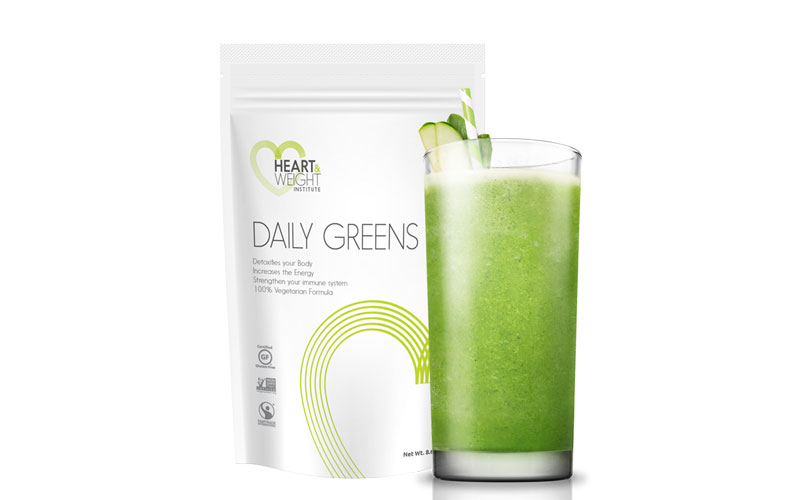 HEART&
WEIGHT
INSTITUTE
DAILY GREENS
Detoxifies your Body
Increases the Energy
Strengthen your immune system
100% Vegetarian Formula
Certified
GF
Gluten-Free
Net Wt. 8.